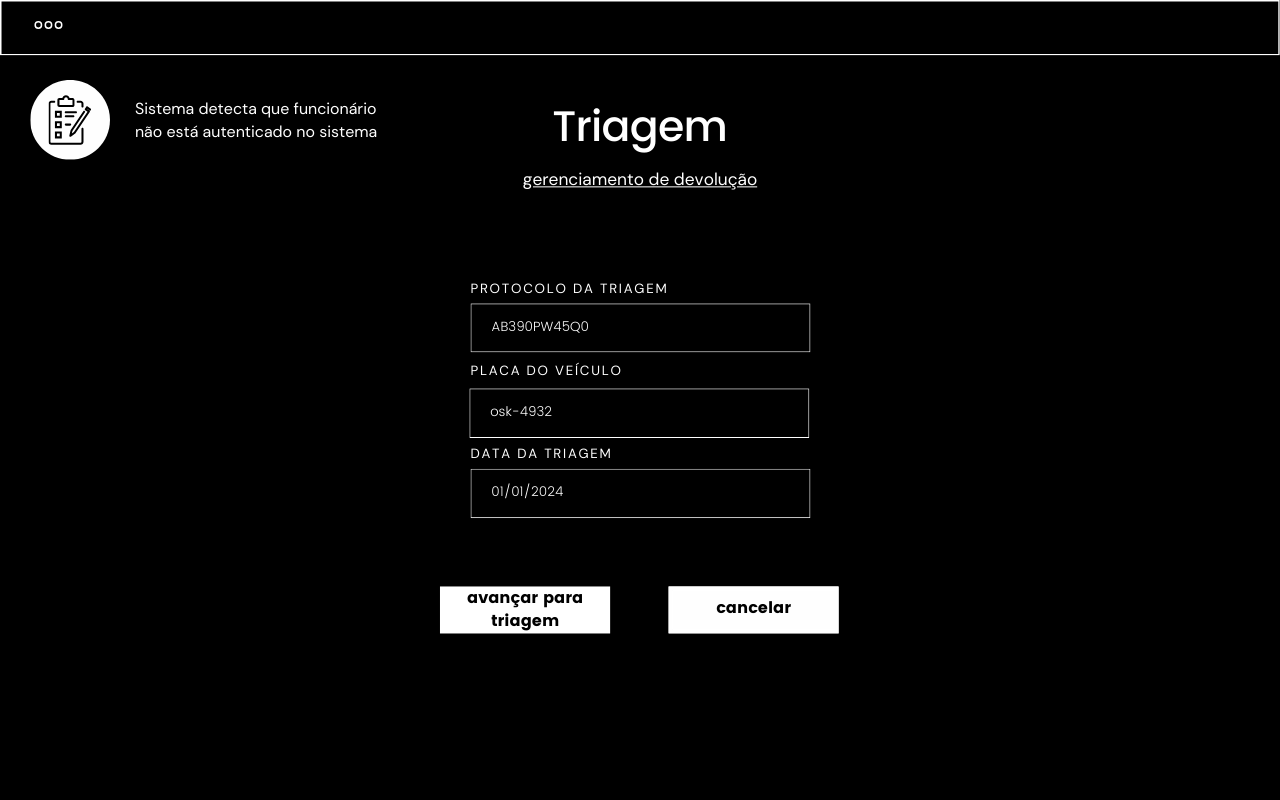 Sistema detecta que funcionário
não está autenticado no sistema
Triagem
gerenciamento de devolução
PROTOCOLO DA TRIAGEM
AB390PW45Q0
PLACA DO VEÍCULO
osk-4932
DATA DA TRIAGEM
01/01/2024
avançar para
triagem
cancelar